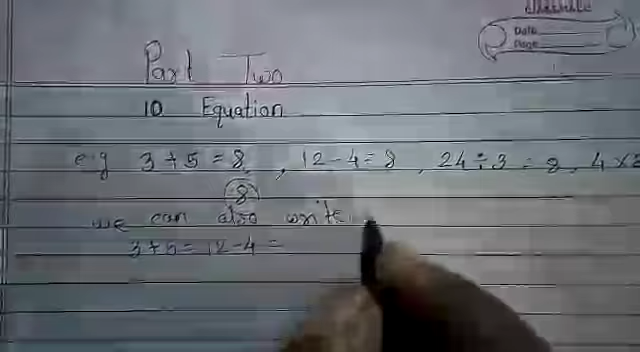 Date
Page
Part Two
10 Equation
e.g 3 + 5 = 8, , 12 - 4 = 8 , 24 ÷ 3 = 8, 4 x 2
8
we can also write,
3 + 5 = 12 - 4 =